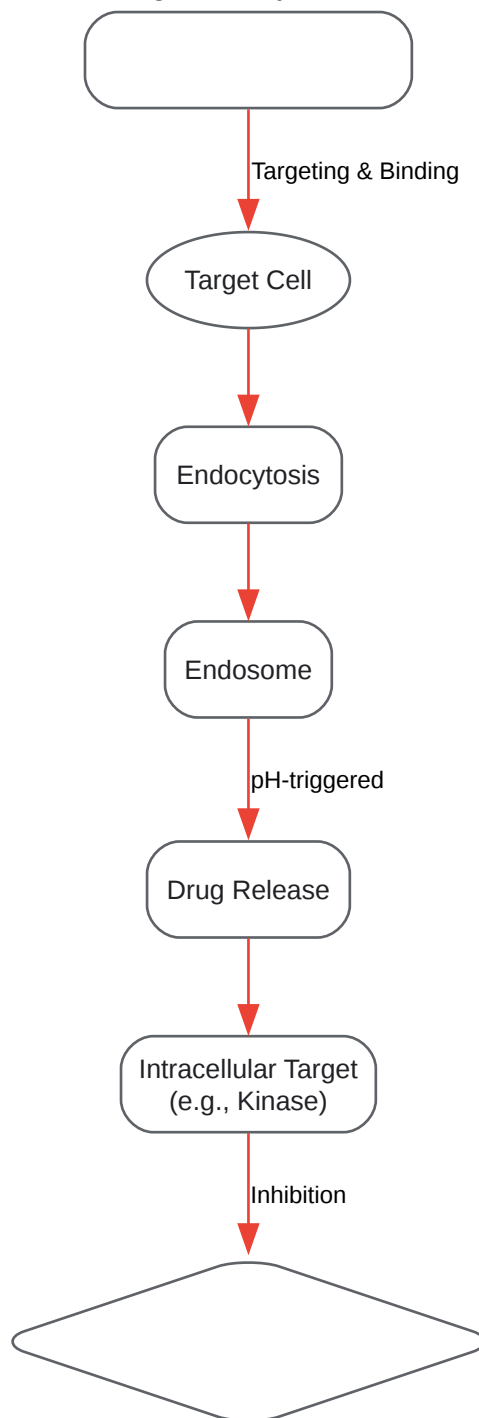 Targeting & Binding
Target Cell
Endocytosis
Endosome
pH-triggered
Drug Release
Intracellular Target
(e.g., Kinase)
Inhibition